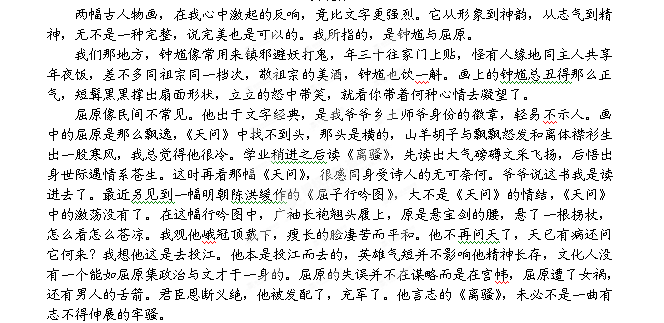 两幅古人物画，在我心中激起的反响，竟比文字更强烈。它从形象到神韵，从志气到精
神，无不是一种完整，说完美也是可以的。我所指的，是钟馗与屈原。
我们那地方，钟馗像常用来镇邪避妖打鬼，年三十往家门上贴，怪有人缘地同主人共享
年夜饭，差不多同祖宗同一档次，敬祖宗的美酒，钟馗也饮一斛。画上的钟馗总丑得那么正
气，短髯黑黑撑出扇面形状，立立的怒中带笑，就看你带着何种心情去凝望了。
屈原像民间不常见。他出于文字经典，是我爷爷乡土师爷身份的徽章，轻易不示人。画
中的屈原是那么飘逸，《天问》中找不到头，那头是横的，山羊胡子与飘飘怒发和离体襟衫生
出一股寒风，我总觉得他很冷。学业稍进之后读《离骚》，先读出大气磅礴文采飞扬，后悟出
身世际遇情系苍生。这时再看那幅《天问》，很感同身受诗人的无可奈何。爷爷说这书我是读
进去了。最近另见到一幅明朝陈洪绶作的《屈子行吟图》，大不是《天问》的情结，《天问》
中的激荡没有了。在这幅行吟图中，广袖长袍翘头履上，原是悬宝剑的腰，悬了一根拐杖，
怎么看怎么苍凉。我观他峨冠顶戴下，瘦长的脸凄苦而平和。他不再问天了，天已有病还问
它何来？我想他这是去投江。他本是投江而去的，英雄气短并不影响他精神长存，文化人没
有一个能如屈原集政治与文才于一身的。屈原的失误并不在谋略而是在宫帏，屈原遭了女祸，
还有男人的舌箭。君臣恩断义绝，他被发配了，充军了。他言志的《离骚》，未必不是一曲有
志不得伸展的牢骚。